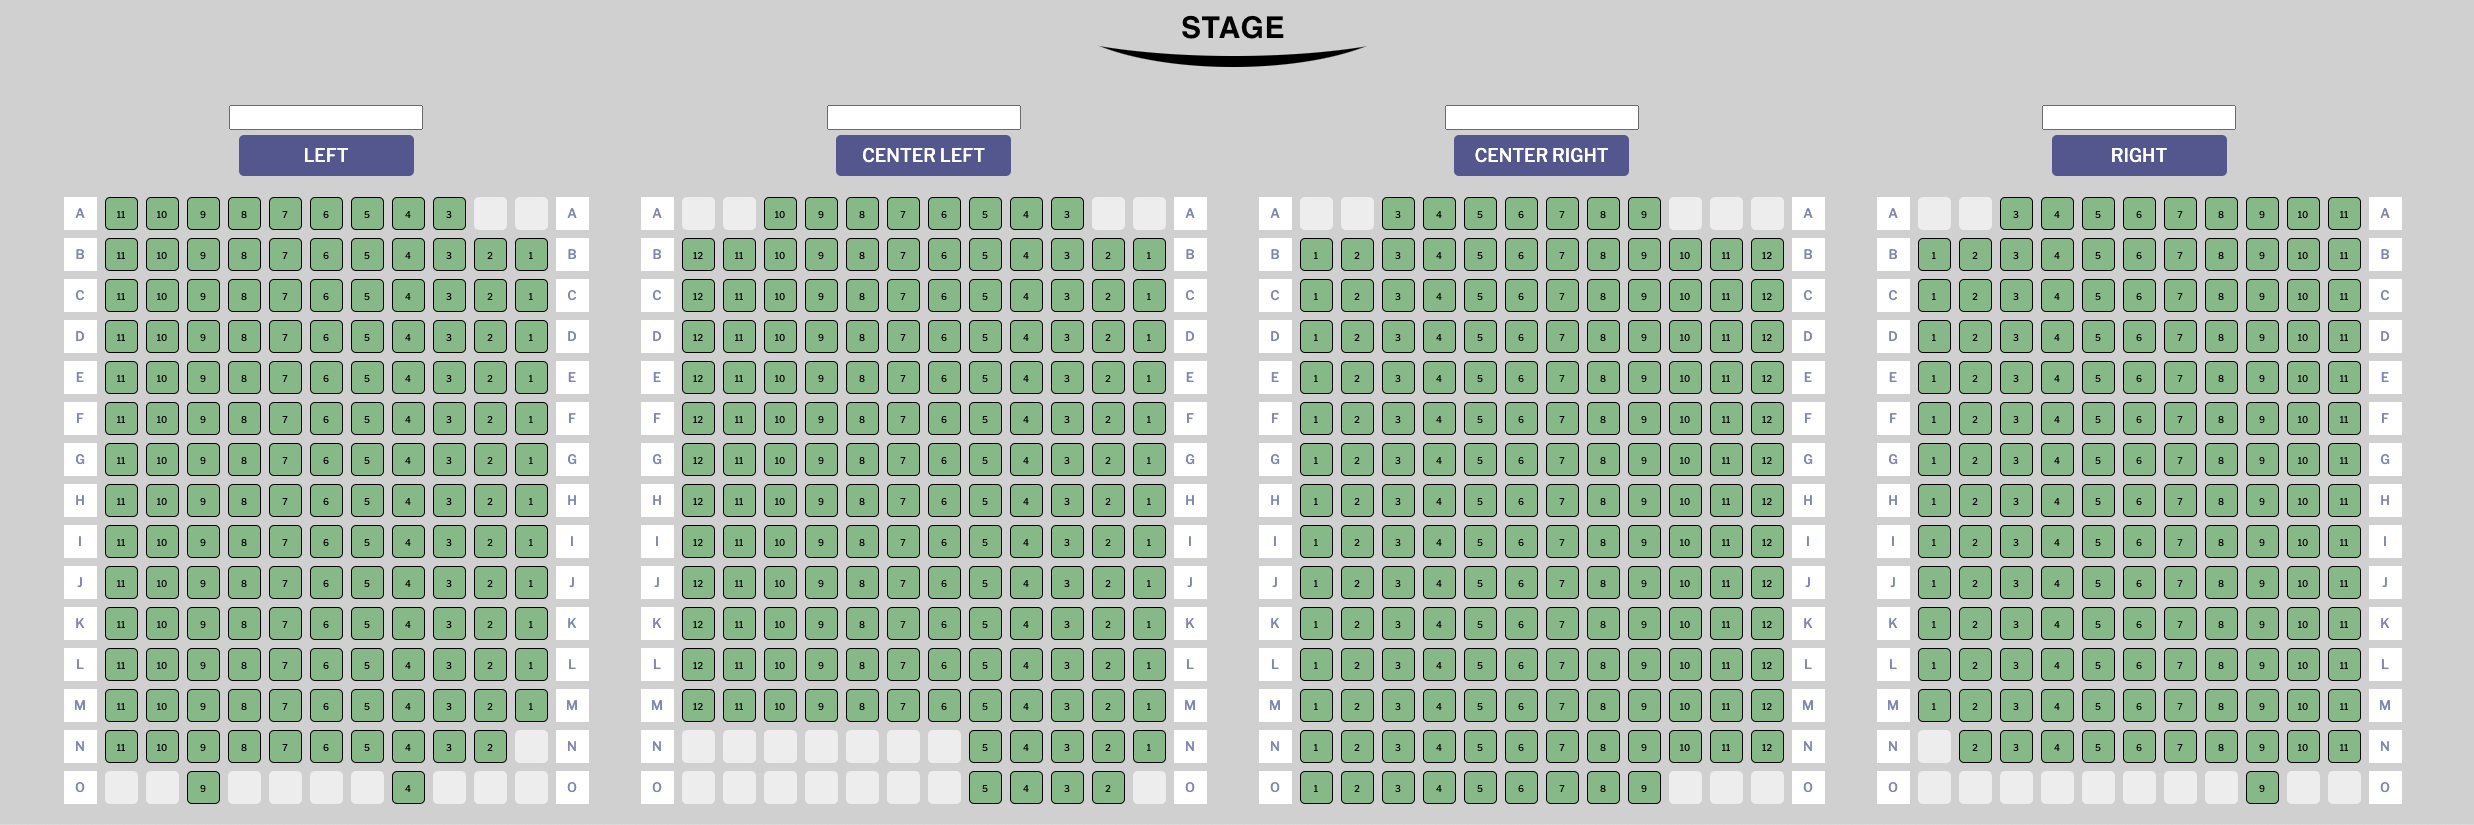 STAGE
LEFT CENTER LEFT CENTER RIGHT RIGHT
A 11 10 9 8 7 6 5 4 3 A A 10 9 8 7 6 5 4 3 A A 3 4 5 6 7 8 9 A A 3 4 5 6 7 8 9 10 11 A
B 11 10 9 8 7 6 5 4 3 2 1 B B 12 11 10 9 8 7 6 5 4 3 2 1 B B 1 2 3 4 5 6 7 8 9 10 11 12 B B 1 2 3 4 5 6 7 8 9 10 11 B
C 11 10 9 8 7 6 5 4 3 2 1 C C 12 11 10 9 8 7 6 5 4 3 2 1 C C 1 2 3 4 5 6 7 8 9 10 11 12 C C 1 2 3 4 5 6 7 8 9 10 11 C
D 11 10 9 8 7 6 5 4 3 2 1 D D 12 11 10 9 8 7 6 5 4 3 2 1 D D 1 2 3 4 5 6 7 8 9 10 11 12 D D 1 2 3 4 5 6 7 8 9 10 11 D
E 11 10 9 8 7 6 5 4 3 2 1 E E 12 11 10 9 8 7 6 5 4 3 2 1 E E 1 2 3 4 5 6 7 8 9 10 11 12 E E 1 2 3 4 5 6 7 8 9 10 11 E
F 11 10 9 8 7 6 5 4 3 2 1 F F 12 11 10 9 8 7 6 5 4 3 2 1 F F 1 2 3 4 5 6 7 8 9 10 11 12 F F 1 2 3 4 5 6 7 8 9 10 11 F
G 11 10 9 8 7 6 5 4 3 2 1 G G 12 11 10 9 8 7 6 5 4 3 2 1 G G 1 2 3 4 5 6 7 8 9 10 11 12 G G 1 2 3 4 5 6 7 8 9 10 11 G
H 11 10 9 8 7 6 5 4 3 2 1 H H 12 11 10 9 8 7 6 5 4 3 2 1 H H 1 2 3 4 5 6 7 8 9 10 11 12 H H 1 2 3 4 5 6 7 8 9 10 11 H
I 11 10 9 8 7 6 5 4 3 2 1 I I 12 11 10 9 8 7 6 5 4 3 2 1 I I 1 2 3 4 5 6 7 8 9 10 11 12 I I 1 2 3 4 5 6 7 8 9 10 11 I
J 11 10 9 8 7 6 5 4 3 2 1 J J 12 11 10 9 8 7 6 5 4 3 2 1 J J 1 2 3 4 5 6 7 8 9 10 11 12 J J 1 2 3 4 5 6 7 8 9 10 11 J
K 11 10 9 8 7 6 5 4 3 2 1 K K 12 11 10 9 8 7 6 5 4 3 2 1 K K 1 2 3 4 5 6 7 8 9 10 11 12 K K 1 2 3 4 5 6 7 8 9 10 11 K
L 11 10 9 8 7 6 5 4 3 2 1 L L 12 11 10 9 8 7 6 5 4 3 2 1 L L 1 2 3 4 5 6 7 8 9 10 11 12 L L 1 2 3 4 5 6 7 8 9 10 11 L
M 11 10 9 8 7 6 5 4 3 2 1 M M 12 11 10 9 8 7 6 5 4 3 2 1 M M 1 2 3 4 5 6 7 8 9 10 11 12 M M 1 2 3 4 5 6 7 8 9 10 11 M
N 11 10 9 8 7 6 5 4 3 2 N N 5 4 3 2 1 N N 1 2 3 4 5 6 7 8 9 10 11 12 N N 2 3 4 5 6 7 8 9 10 11 N
O 9 4 O O 5 4 3 2 O O 1 2 3 4 5 6 7 8 9 O O 9 O